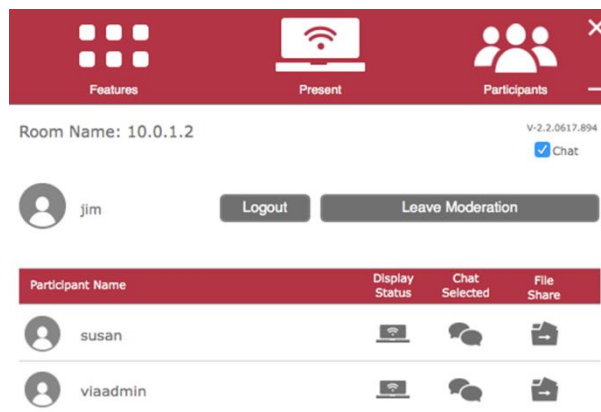 Features Present Participants
Room Name: 10.0.1.2
V-2.2.0617.894
Chat
jim Logout Leave Moderation
Participant Name Display Status Chat Selected File Share
susan
viaadmin